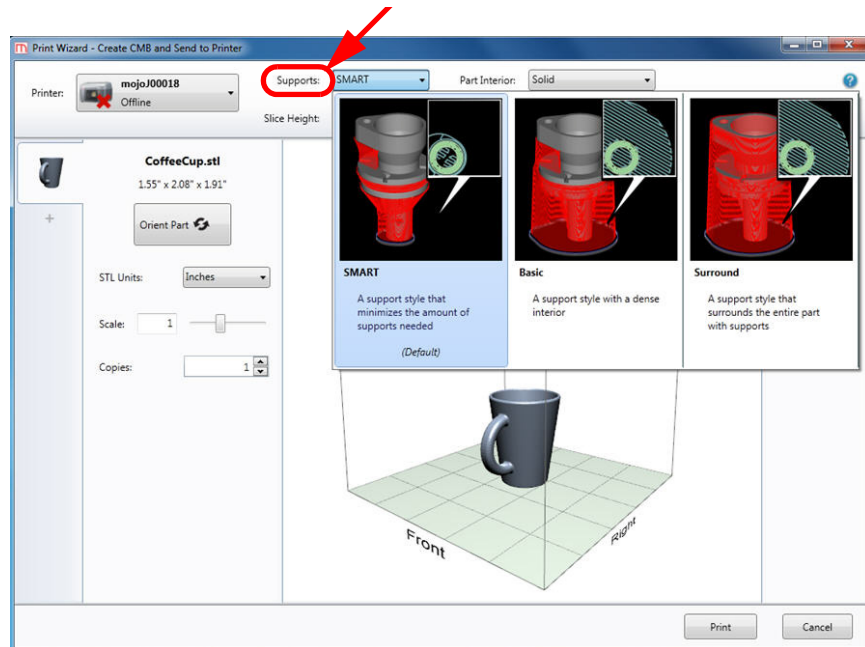 Print Wizard - Create CMB and Send to Printer
Printer:
mojoJ00018
Offline
Supports:
SMART
Part Interior:
Solid
Slice Height:
CoffeeCup.stl
1.55" x 2.08" x 1.91"
Orient Part
STL Units:
Inches
Scale:
1
Copies:
1
SMART
A support style that
minimizes the amount of
supports needed
(Default)
Basic
A support style with a dense
interior
Surround
A support style that
surrounds the entire part
with supports
Front
Right
Print
Cancel